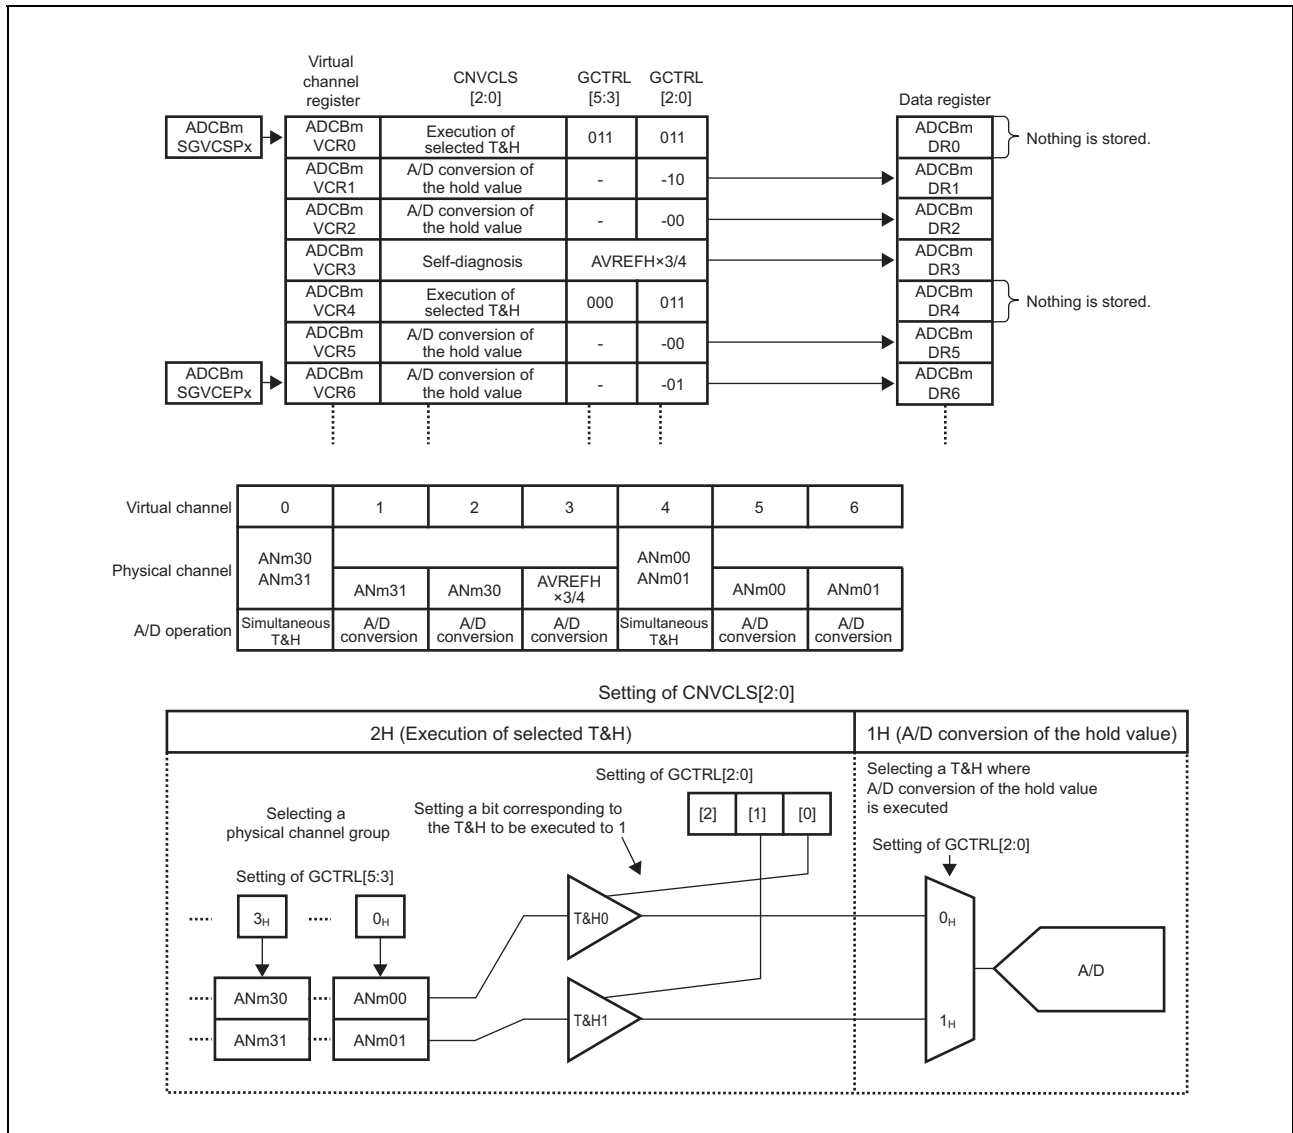 Virtual channel register CNVCLS [2:0] GCTRL [5:3] GCTRL [2:0] Data register
ADCBm SGVCSPx ADCBm VCR0 Execution of selected T&H 011 011 ADCBm DR0 Nothing is stored.
ADCBm VCR1 A/D conversion of the hold value - -10 ADCBm DR1
ADCBm VCR2 A/D conversion of the hold value - -00 ADCBm DR2
ADCBm VCR3 Self-diagnosis AVREFH×3/4 ADCBm DR3
ADCBm VCR4 Execution of selected T&H 000 011 ADCBm DR4 Nothing is stored.
ADCBm VCR5 A/D conversion of the hold value - -00 ADCBm DR5
ADCBm SGVCEPx ADCBm VCR6 A/D conversion of the hold value - -01 ADCBm DR6
Virtual channel 0 1 2 3 4 5 6
Physical channel ANm30 ANm31 ANm31 ANm30 AVREFH ×3/4 ANm00 ANm01 ANm00 ANm01
A/D operation Simultaneous T&H A/D conversion A/D conversion A/D conversion Simultaneous T&H A/D conversion A/D conversion
Setting of CNVCLS[2:0]
2H (Execution of selected T&H) 1H (A/D conversion of the hold value)
Setting of GCTRL[2:0]
[2] [1] [0]
Setting a bit corresponding to
the T&H to be executed to 1
Selecting a
physical channel group
Setting of GCTRL[5:3]
3H 0H
ANm30 ANm00
ANm31 ANm01
T&H0
T&H1
Selecting a T&H where
A/D conversion of the hold value
is executed
Setting of GCTRL[2:0]
0H
1H
A/D